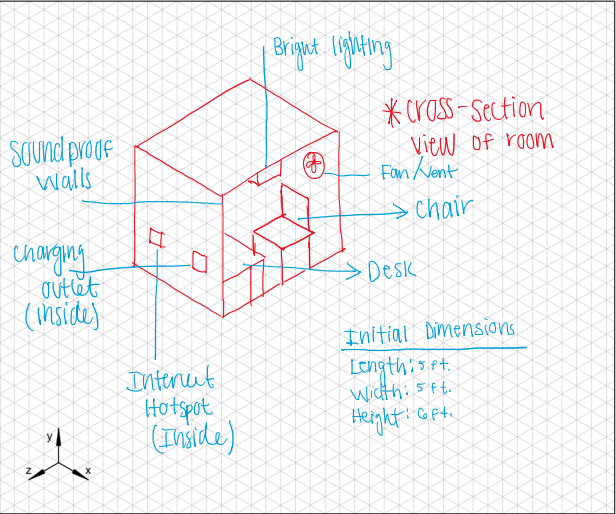 Bright lighting
* cross-section
view of room
Soundproof
Walls
Fan/Vent
Chair
Charging
outlet
(inside)
Desk
Initial Dimensions
Length: 5 ft.
Width: 5 ft.
Height: 6 ft.
Internet
Hotspot
(Inside)
y
z
x